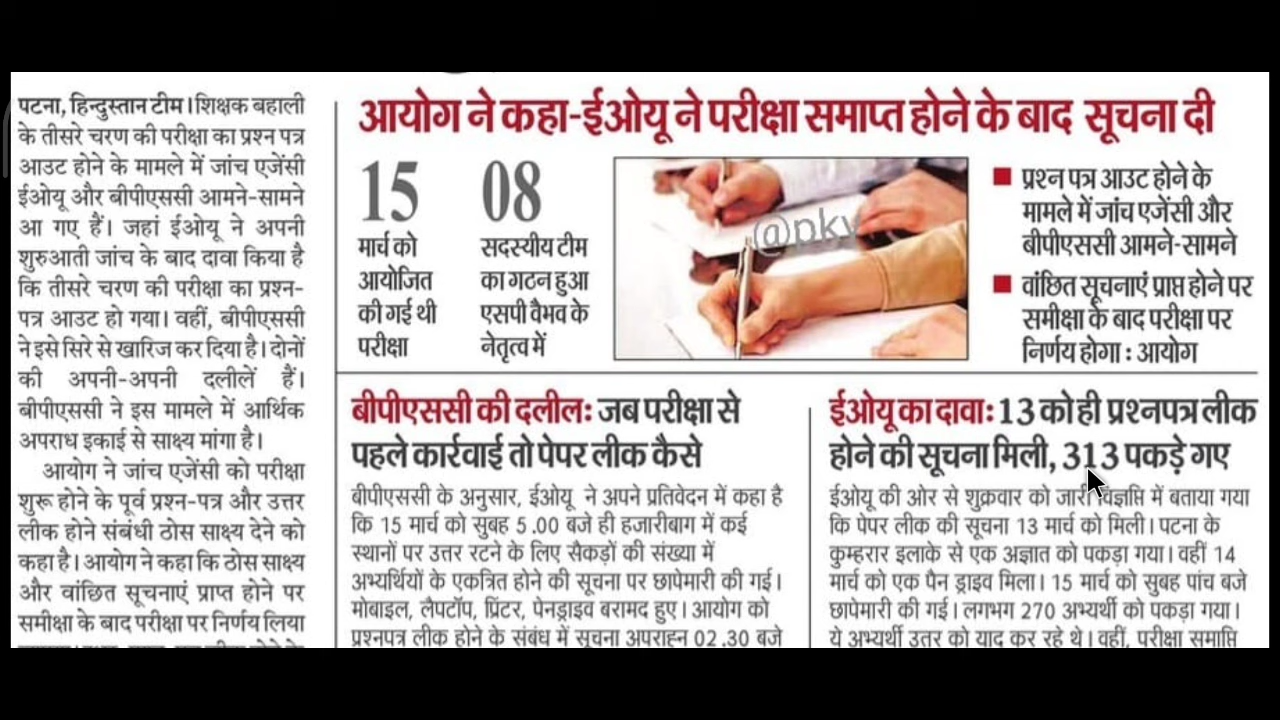 पटना, हिन्दुस्तान टीम। शिक्षक बहाली
के तीसरे चरण की परीक्षा का प्रश्न पत्र
आउट होने के मामले में जांच एजेंसी
ईओयू और बीपीएससी आमने-सामने
आ गए हैं। जहां ईओयू ने अपनी
शुरुआती जांच के बाद दावा किया है
कि तीसरे चरण की परीक्षा का प्रश्न-
पत्र आउट हो गया। वहीं, बीपीएससी
ने इसे सिरे से खारिज कर दिया है। दोनों
की अपनी-अपनी दलीलें हैं।
बीपीएससी ने इस मामले में आर्थिक
अपराध इकाई से साक्ष्य मांगा है।
आयोग ने जांच एजेंसी को परीक्षा
शुरू होने के पूर्व प्रश्न-पत्र और उत्तर
लीक होने संबंधी ठोस साक्ष्य देने को
कहा है। आयोग ने कहा कि ठोस साक्ष्य
और वांछित सूचनाएं प्राप्त होने पर
समीक्षा के बाद परीक्षा पर निर्णय लिया
आयोग ने कहा-ईओयू ने परीक्षा समाप्त होने के बाद सूचना दी
15
मार्च को
आयोजित
की गई थी
परीक्षा
08
सदस्यीय टीम
का गठन हुआ
एसपी वैभव के
नेतृत्व में
@pkv
प्रश्न पत्र आउट होने के
मामले में जांच एजेंसी और
बीपीएससी आमने-सामने
वांछित सूचनाएं प्राप्त होने पर
समीक्षा के बाद परीक्षा पर
निर्णय होगा : आयोग
बीपीएससी की दलील: जब परीक्षा से
पहले कार्रवाई तो पेपर लीक कैसे
बीपीएससी के अनुसार, ईओयू ने अपने प्रतिवेदन में कहा है
कि 15 मार्च को सुबह 5.00 बजे ही हजारीबाग में कई
स्थानों पर उत्तर रटने के लिए सैकड़ों की संख्या में
अभ्यर्थियों के एकत्रित होने की सूचना पर छापेमारी की गई।
मोबाइल, लैपटॉप, प्रिंटर, पेनड्राइव बरामद हुए। आयोग को
प्रश्नपत्र लीक होने के संबंध में सूचना अपराह्न 02.30 बजे
ईओयू का दावा: 13 को ही प्रश्नपत्र लीक
होने की सूचना मिली, 313 पकड़े गए
ईओयू की ओर से शुक्रवार को जारी विज्ञप्ति में बताया गया
कि पेपर लीक की सूचना 13 मार्च को मिली। पटना के
कुम्हरार इलाके से एक अज्ञात को पकड़ा गया। वहीं 14
मार्च को एक पैन ड्राइव मिला। 15 मार्च को सुबह पांच बजे
छापेमारी की गई। लगभग 270 अभ्यर्थी को पकड़ा गया।
ये अभ्यर्थी उत्तर को याद कर रहे थे। वहीं, परीक्षा समाप्ति